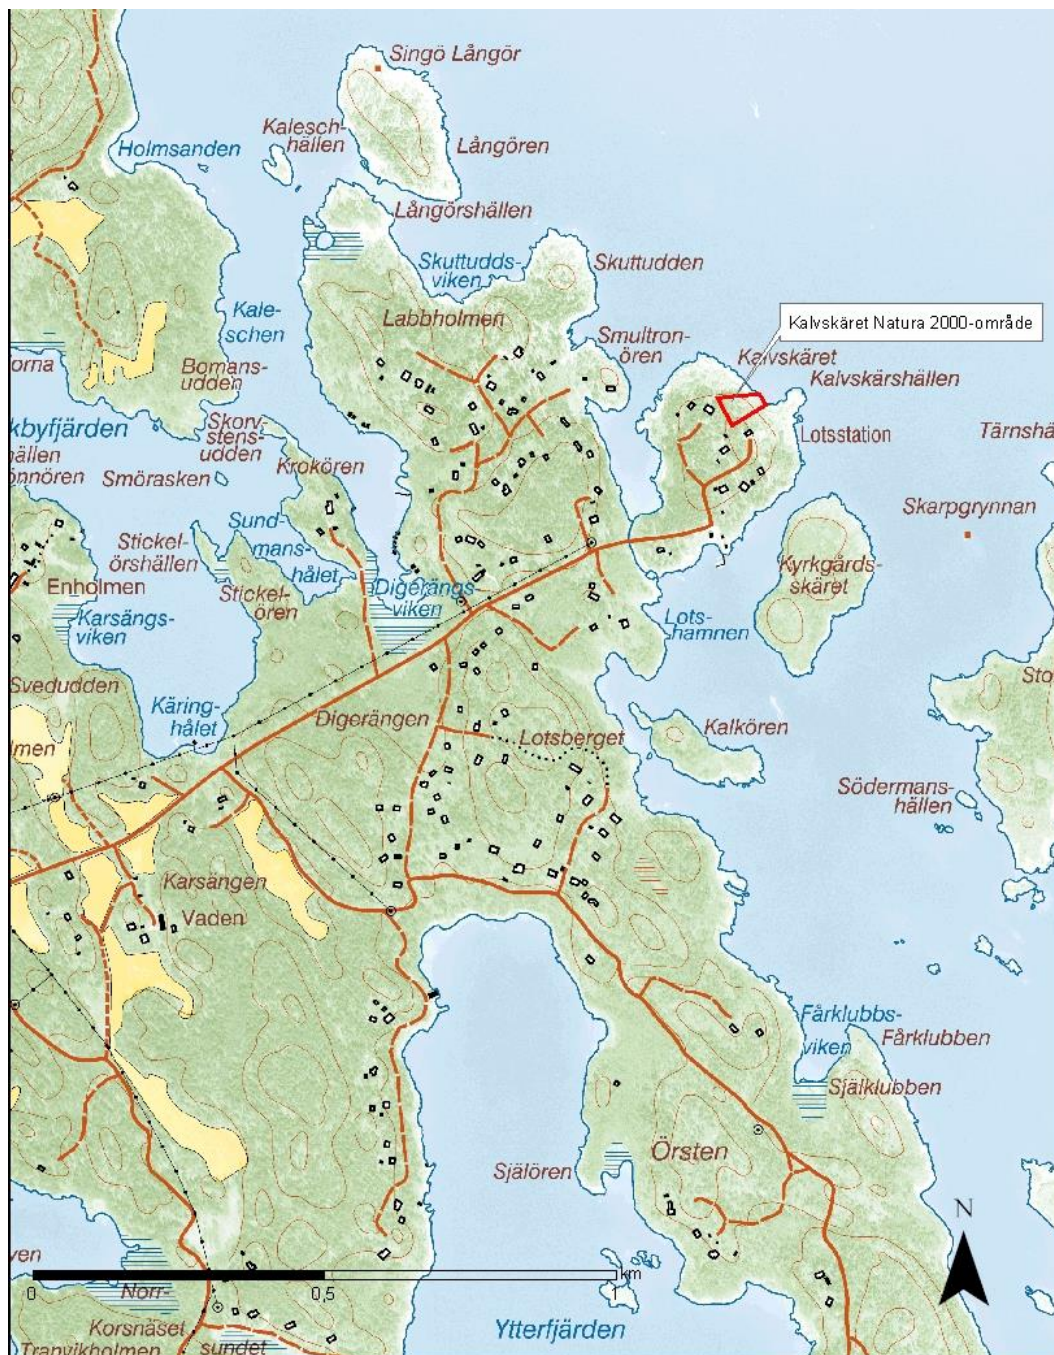 Singö Långör
Kalesch-
hällen
Holmsanden
Långören
Långörshällen
Skuttudds-
viken
Skuttudden
Kale-
schen
Labbholmen
Kalvskäret Natura 2000-område
Smultron-
ören
Kalvskäret
Kalvskärshällen
orna
Bomans-
udden
kbyfjärden
Skorv-
stens-
udden
Lotsstation
Tärnshä
hällen
önnören
Smörasken
Krokören
Skarpgrynnan
Sund-
mans-
hålet
Stickel-
örshällen
Enholmen
Stickel-
ören
Digerängs-
viken
Kyrkgårds-
skäret
Karsängs-
viken
Lots-
hamnen
Svedudden
Sto
Käring-
hålet
Digerängen
Lotsberget
Kalkören
lmen
Södermans-
hällen
Karsängen
Vaden
Fårklubbs-
viken
Fårklubben
Själklubben
Örsten
Själören
N
ven
km
0
0,5
1
Norr-
Korsnäset
Ytterfjärden
Tranvikholmen
sundet